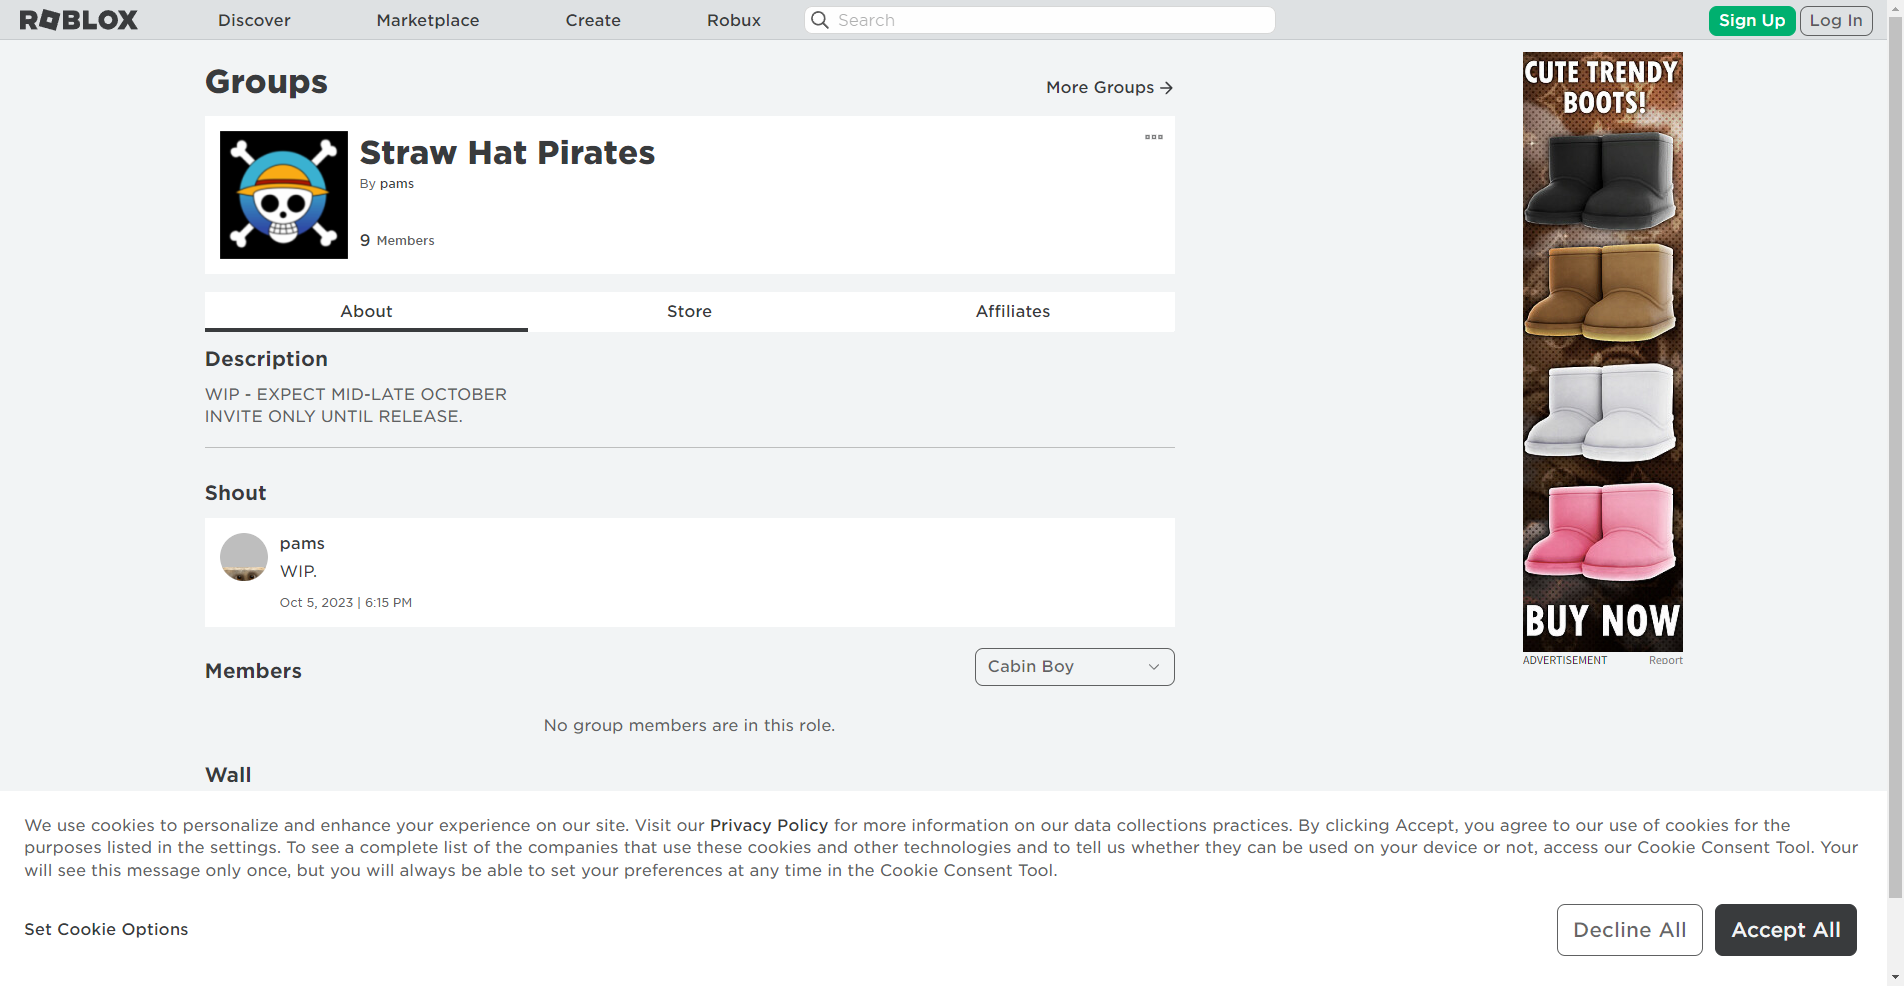 ROBLOX
Discover
Marketplace
Create
Robux
Search
Sign Up
Log In
Groups
More Groups
Straw Hat Pirates
By pams
9 Members
About
Store
Affiliates
Description
WIP - EXPECT MID-LATE OCTOBER
INVITE ONLY UNTIL RELEASE.
Shout
pams
WIP.
Oct 5, 2023 | 6:15 PM
Members
Cabin Boy
No group members are in this role.
Wall
CUTE TRENDY
BOOTS!
BUY NOW
ADVERTISEMENT
Report
We use cookies to personalize and enhance your experience on our site. Visit our Privacy Policy for more information on our data collections practices. By clicking Accept, you agree to our use of cookies for the
purposes listed in the settings. To see a complete list of the companies that use these cookies and other technologies and to tell us whether they can be used on your device or not, access our Cookie Consent Tool. Your
will see this message only once, but you will always be able to set your preferences at any time in the Cookie Consent Tool.
Set Cookie Options
Decline All
Accept All